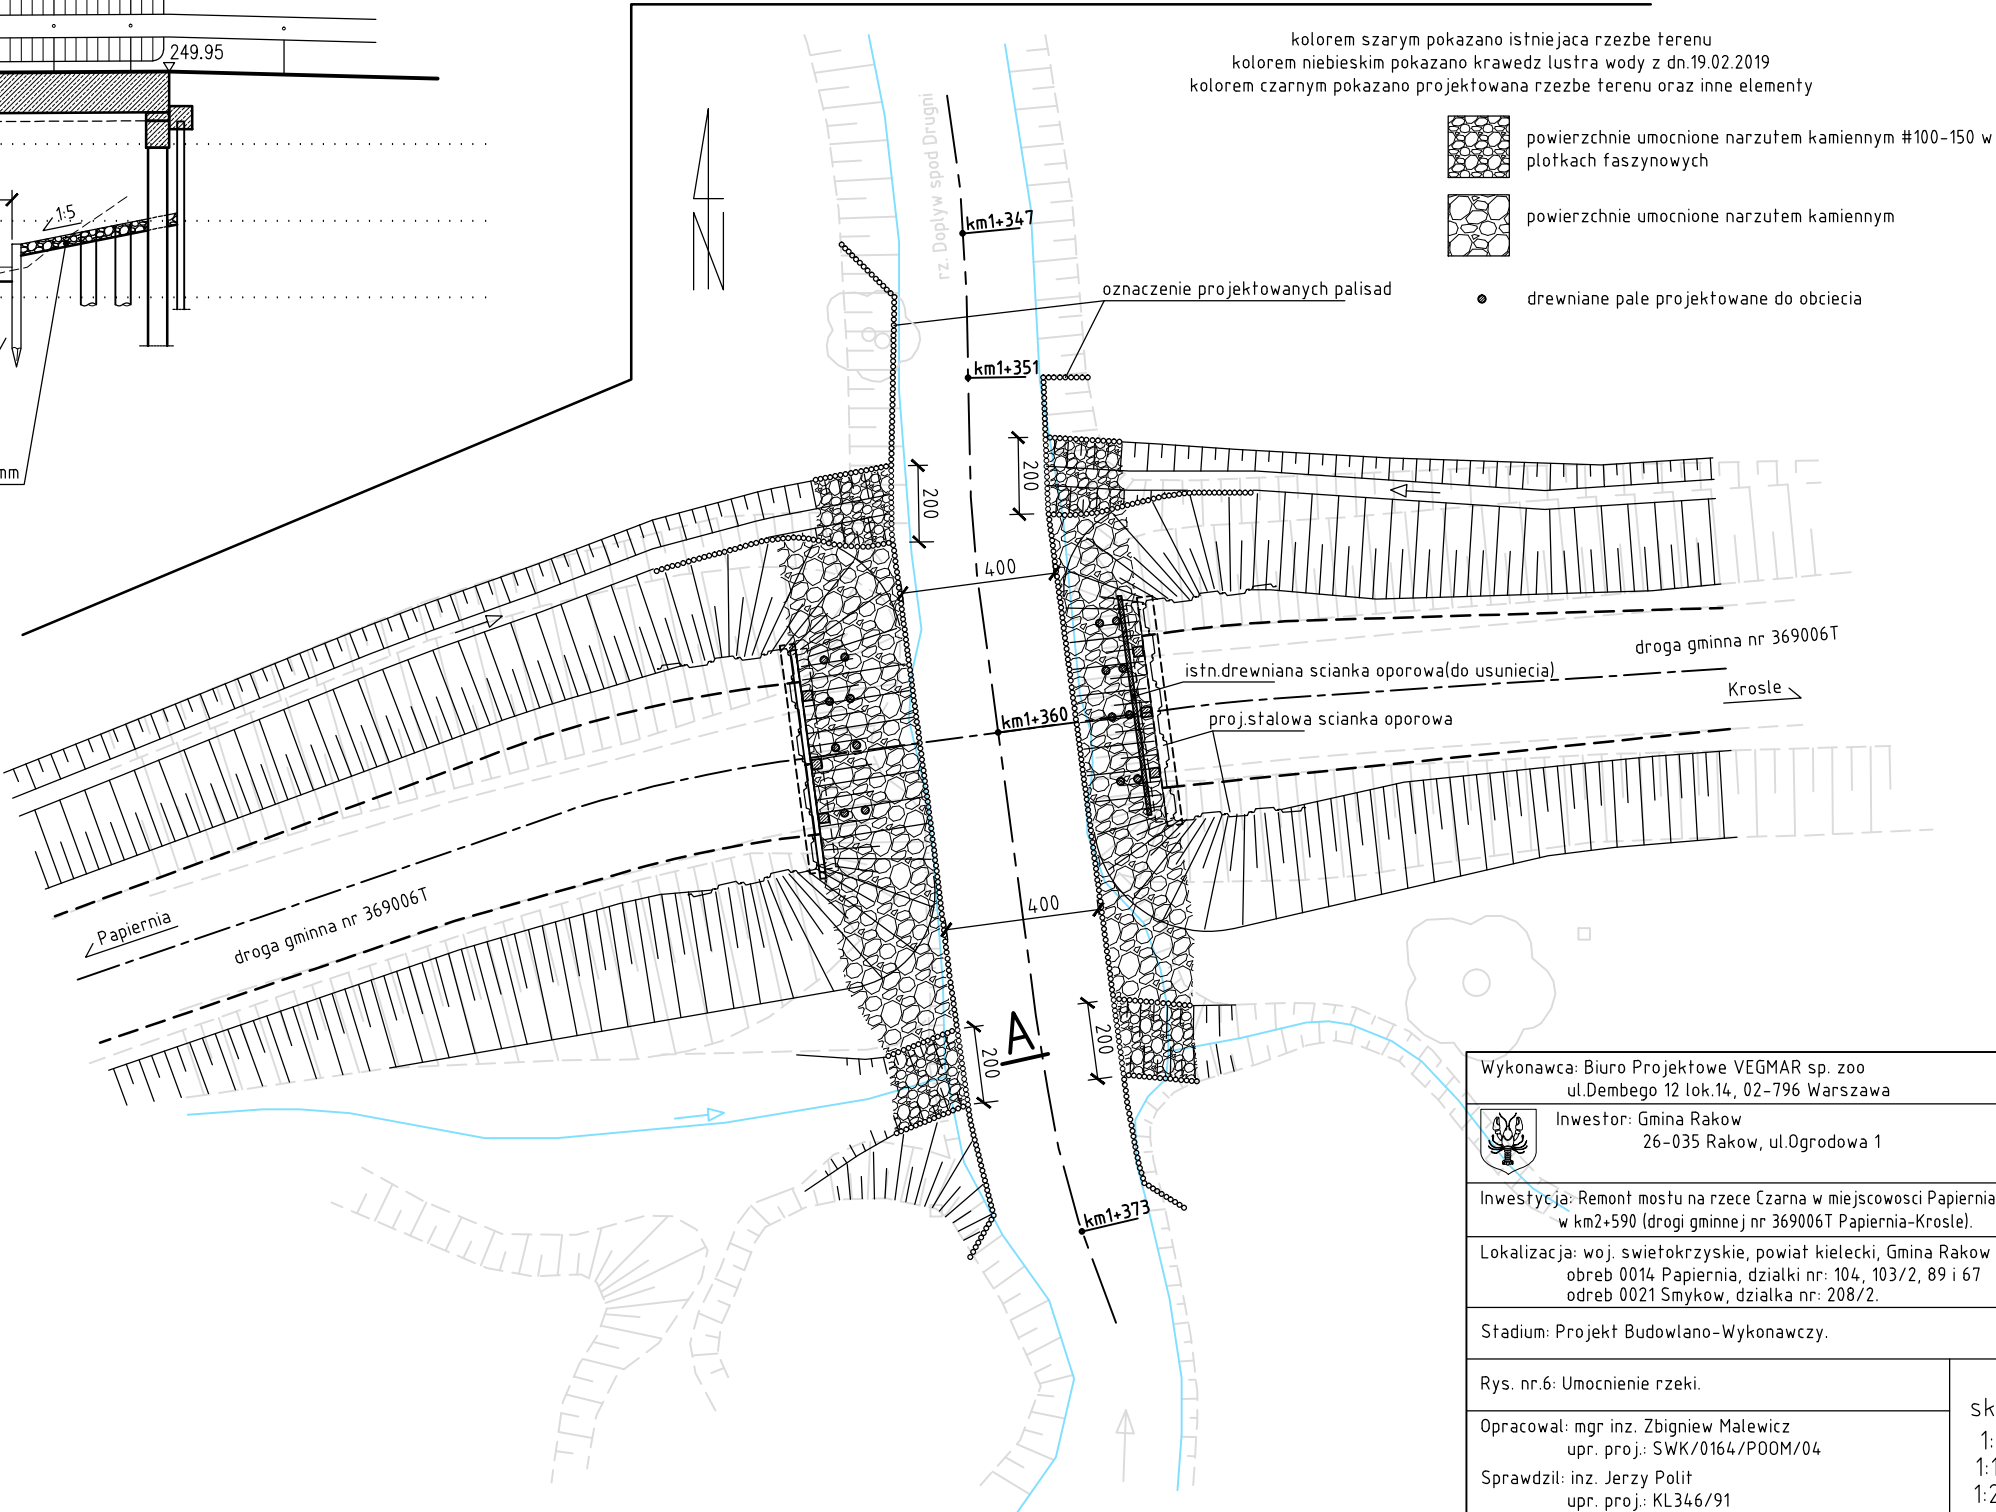 249.95
1:5
mm
kolorem szarym pokazano istniejaca rzezbe terenu
kolorem niebieskim pokazano krawedz lustra wody z dn.19.02.2019
kolorem czarnym pokazano projektowana rzezbe terenu oraz inne elementy
powierzchnie umocnione narzutem kamiennym #100-150 w
plotkach faszynowych
powierzchnie umocnione narzutem kamiennym
drewniane pale projektowane do obciecia
rz. Doplyw spod Drugni
N
km1+347
oznaczenie projektowanych palisad
km1+351
200
200
400
droga gminna nr 369006T
istn.drewniana scianka oporowa(do usuniecia)
Krosle
km1+360
proj.stalowa scianka oporowa
400
Papiernia
droga gminna nr 369006T
A
200
200
km1+373
Wykonawca: Biuro Projektowe VEGMAR sp. zoo
ul.Dembego 12 lok.14, 02-796 Warszawa
Inwestor: Gmina Rakow
26-035 Rakow, ul.Ogrodowa 1
Inwestycja: Remont mostu na rzece Czarna w miejscowosci Papiernia
w km2+590 (drogi gminnej nr 369006T Papiernia-Krosle).
Lokalizacja: woj. swietokrzyskie, powiat kielecki, Gmina Rakow
obreb 0014 Papiernia, dzialki nr: 104, 103/2, 89 i 67
odreb 0021 Smykow, dzialka nr: 208/2.
Stadium: Projekt Budowlano-Wykonawczy.
Rys. nr.6: Umocnienie rzeki.
Opracowal: mgr inz. Zbigniew Malewicz
upr. proj.: SWK/0164/POOM/04
Sprawdzil: inz. Jerzy Polit
upr. proj.: KL346/91